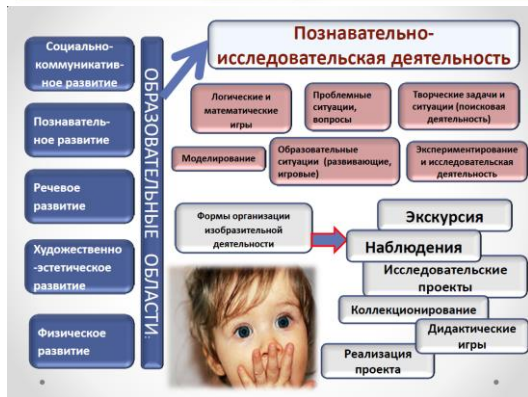 Социально-
коммуникатив-
ное развитие
Познаватель-
ное развитие
Речевое
развитие
Художественно
-эстетическое
развитие
Физическое
развитие
ОБРАЗОВАТЕЛЬНЫЕ ОБЛАСТИ:
Познавательно-
исследовательская деятельность
Логические и
математические
игры
Проблемные
ситуации,
вопросы
Творческие задачи и
ситуации (поисковая
деятельность)
Моделирование
Образовательные
ситуации (развивающие,
игровые)
Экспериментирование
и исследовательская
деятельность
Формы организации
изобразительной
деятельности
Экскурсия
Наблюдения
Исследовательские
проекты
Коллекционирование
Дидактические
игры
Реализация
проекта